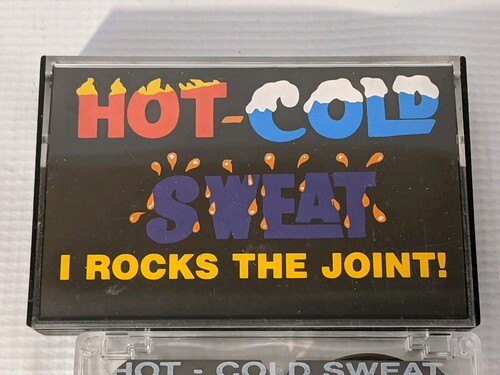 HOT-COLD
SWEAT
I ROCKS THE JOINT!
HOT - COLD SWEAT